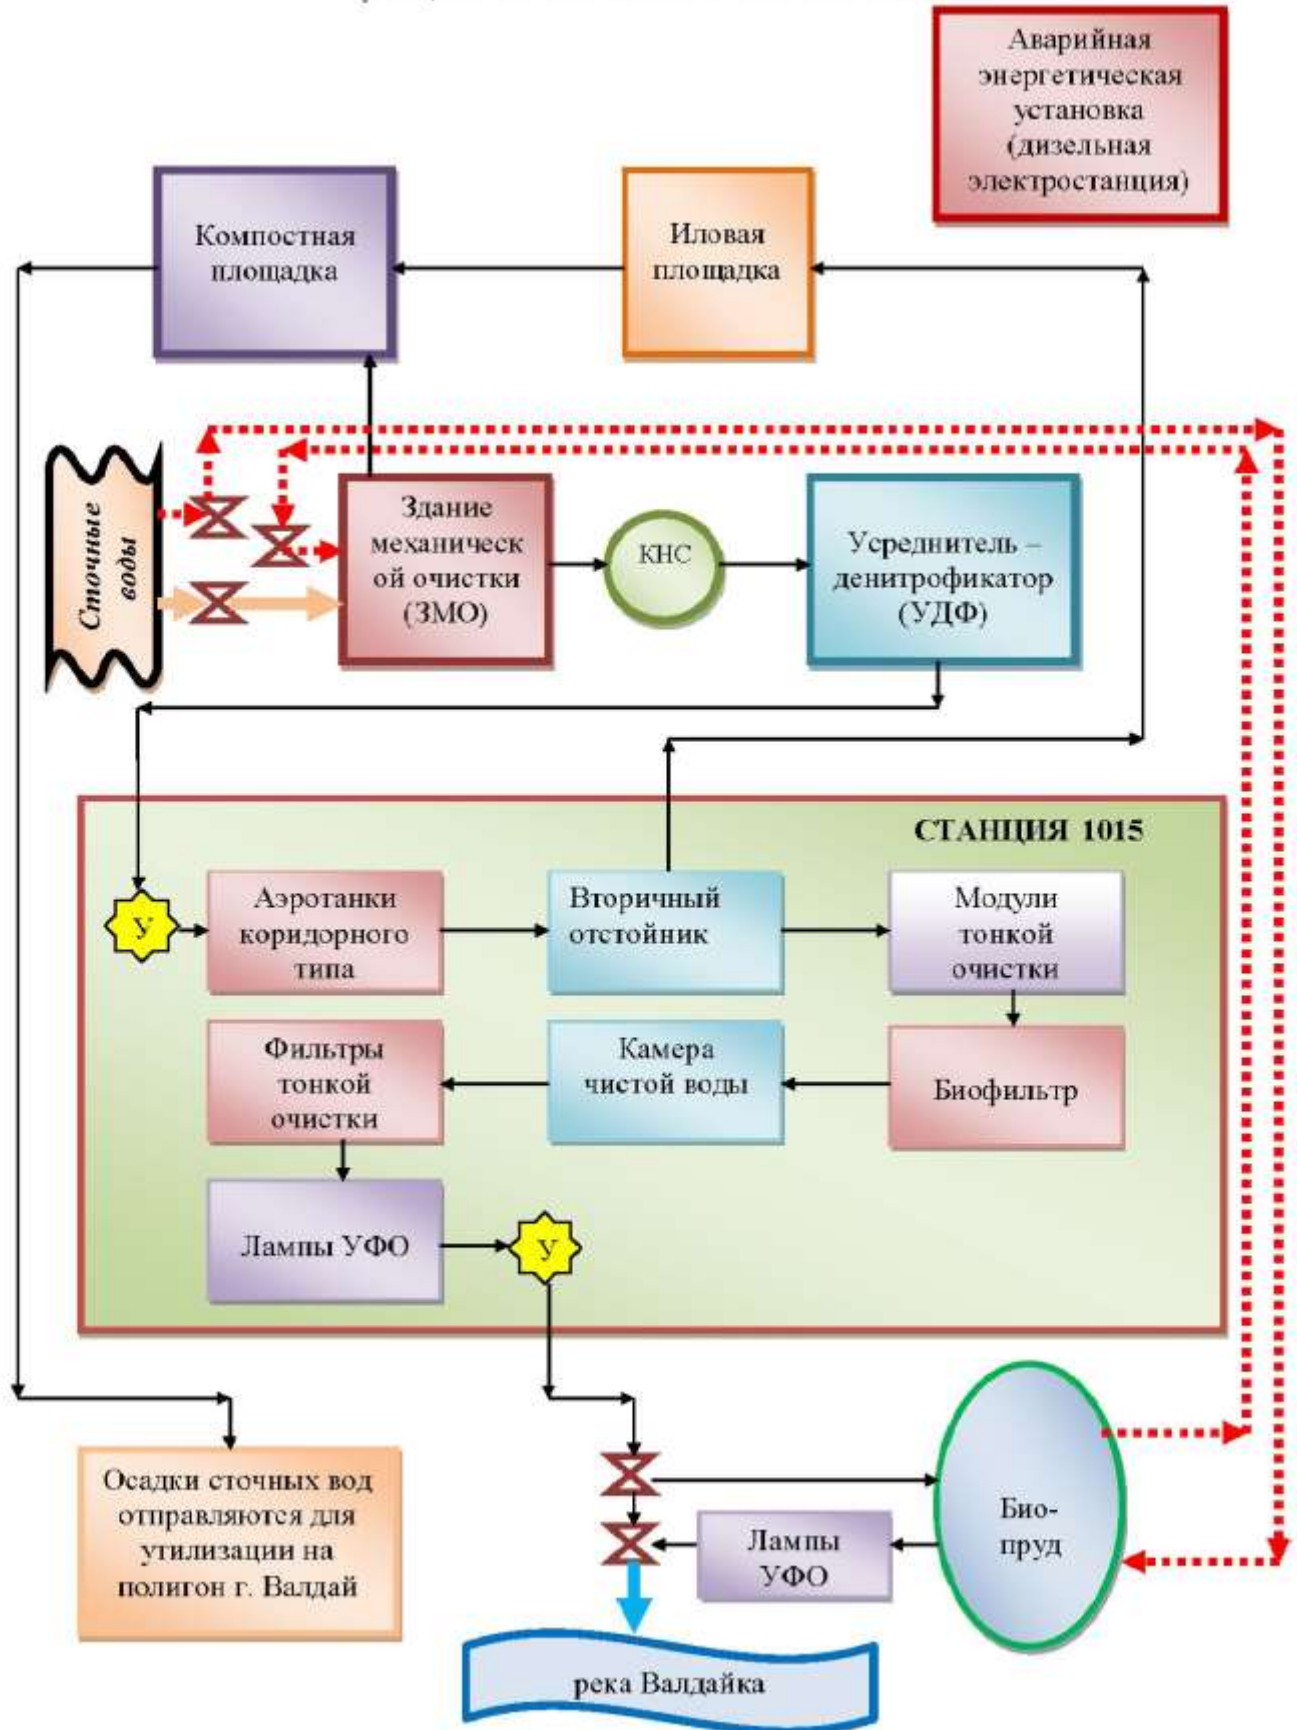 Аварийная
энергетическая
установка
(дизельная
электростанция)
Компостная
площадка
Иловая
площадка
Сточные
воды
Здание
механическ
ой очистки
(ЗМО)
КНС
Усреднитель –
денитрофикатор
(УДФ)
СТАНЦИЯ 1015
У
Аэротанки
коридорного
типа
Вторичный
отстойник
Модули
тонкой
очистки
Фильтры
тонкой
очистки
Камера
чистой воды
Биофильтр
Лампы УФО
У
Осадки сточных вод
отправляются для
утилизации на
полигон г. Валдай
Лампы
УФО
Био-
пруд
река Валдайка